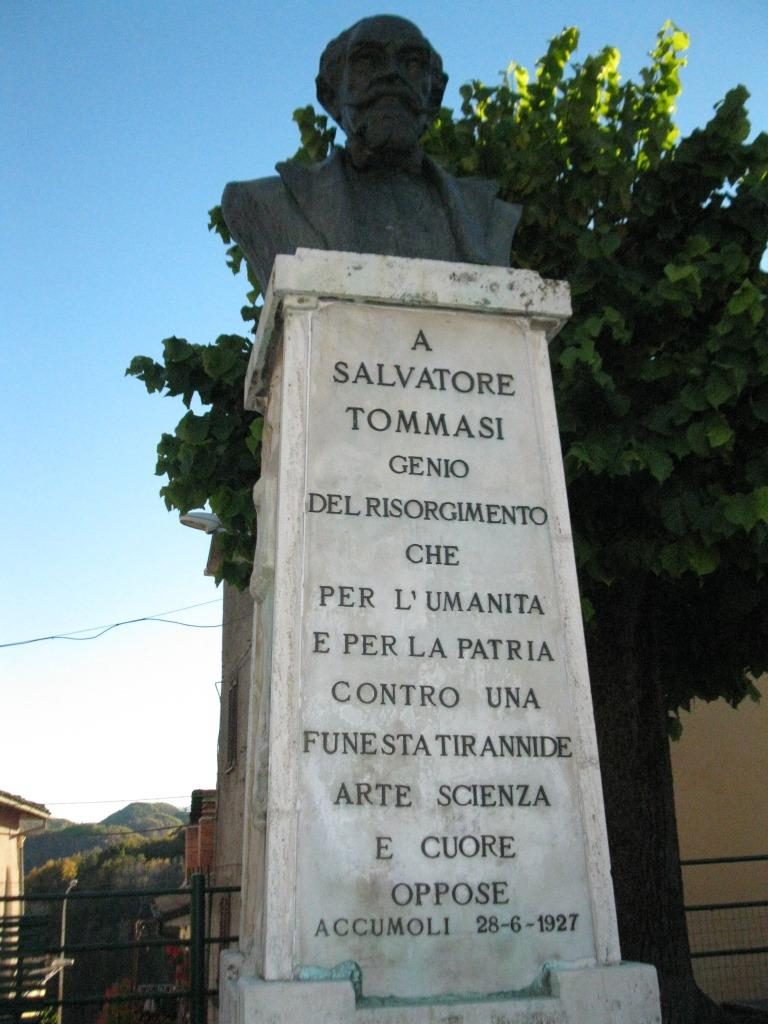 A
SALVATORE
TOMMASI
GENIO
DEL RISORGIMENTO
CHE
PER L'UMANITA
E PER LA PATRIA
CONTRO UNA
FUNESTA TIRANNIDE
ARTE SCIENZA
E CUORE
OPPOSE
ACCUMOLI 28-6-1927